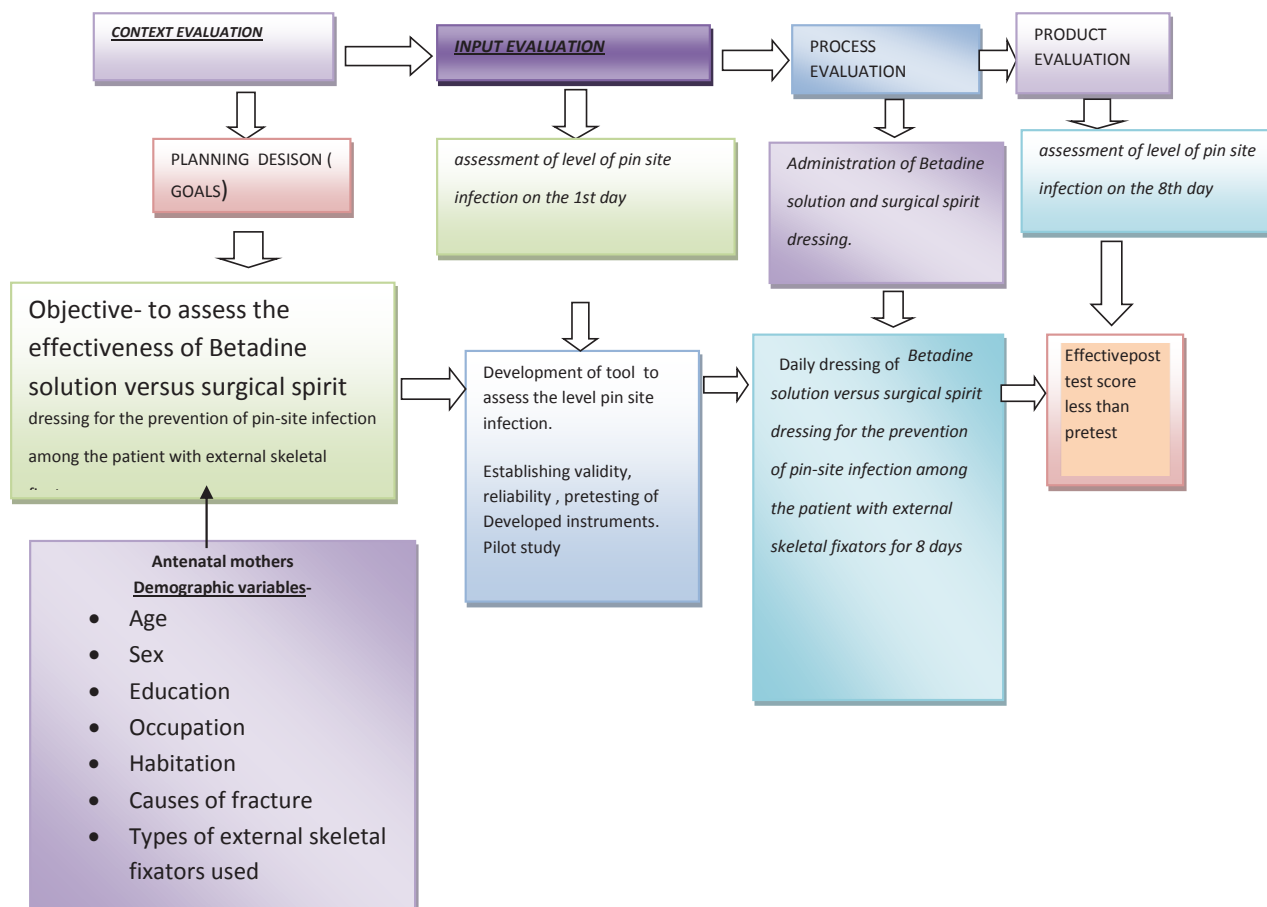 CONTEXT EVALUATION
INPUT EVALUATION
PROCESS
EVALUATION
PRODUCT
EVALUATION
PLANNING DESISON (
GOALS)
assessment of level of pin site
infection on the 1st day
Administration of Betadine
solution and surgical spirit
dressing.
assessment of level of pin site
infection on the 8th day
Objective- to assess the
effectiveness of Betadine
solution versus surgical spirit
dressing for the prevention of pin-site infection
among the patient with external skeletal
Development of tool to
assess the level pin site
infection.
Establishing validity,
reliability , pretesting of
Developed instruments.
Pilot study
Daily dressing of Betadine
solution versus surgical spirit
dressing for the prevention
of pin-site infection among
the patient with external
skeletal fixators for 8 days
Effectivepost
test score
less than
pretest
Antenatal mothers
Demographic variables-
• Age
• Sex
• Education
• Occupation
• Habitation
• Causes of fracture
• Types of external skeletal
fixators used